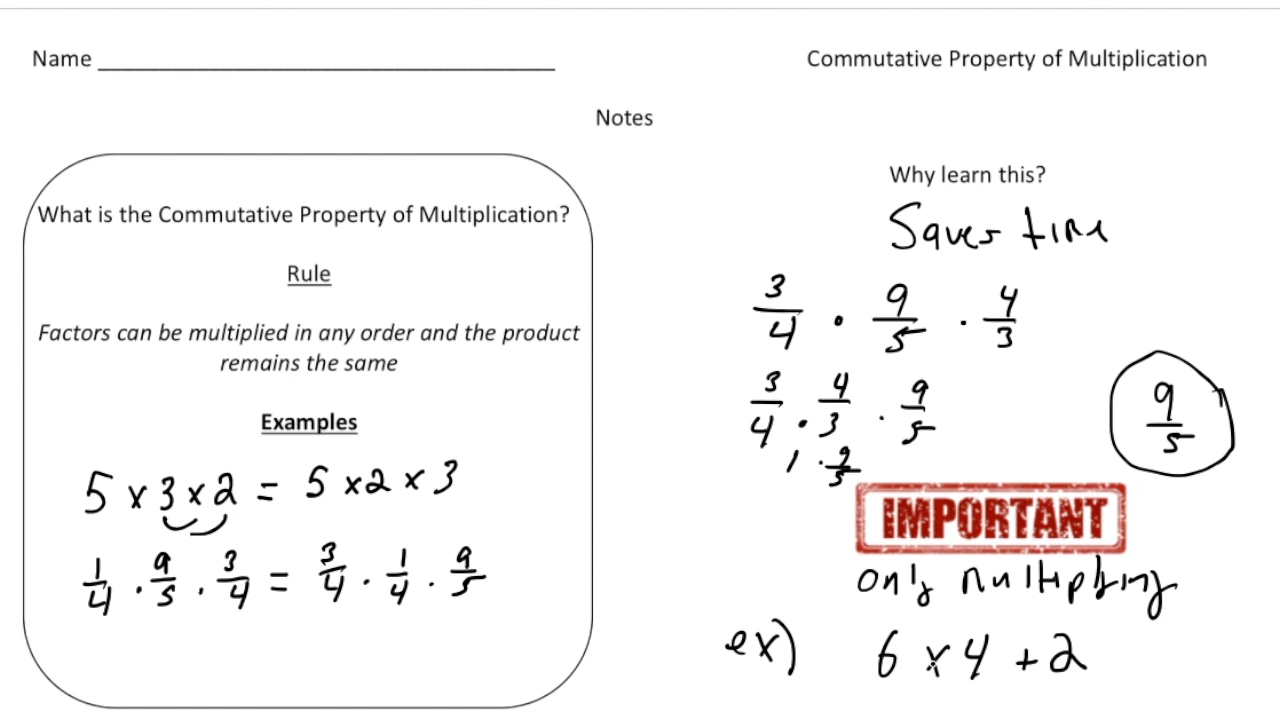 Name
Commutative Property of Multiplication
Notes
What is the Commutative Property of Multiplication?
Rule
Factors can be multiplied in any order and the product
remains the same
Examples
5 x 3 x 2 = 5 x 2 x 3
1/4 · 9/5 · 3/4 = 3/4 · 1/4 · 9/5
Why learn this?
Saves time
3/4 · 9/5 · 4/3
3/4 · 4/3 · 9/5
1 · 9/5
9/5
IMPORTANT
only multiplying
ex) 6 x 4 + 2